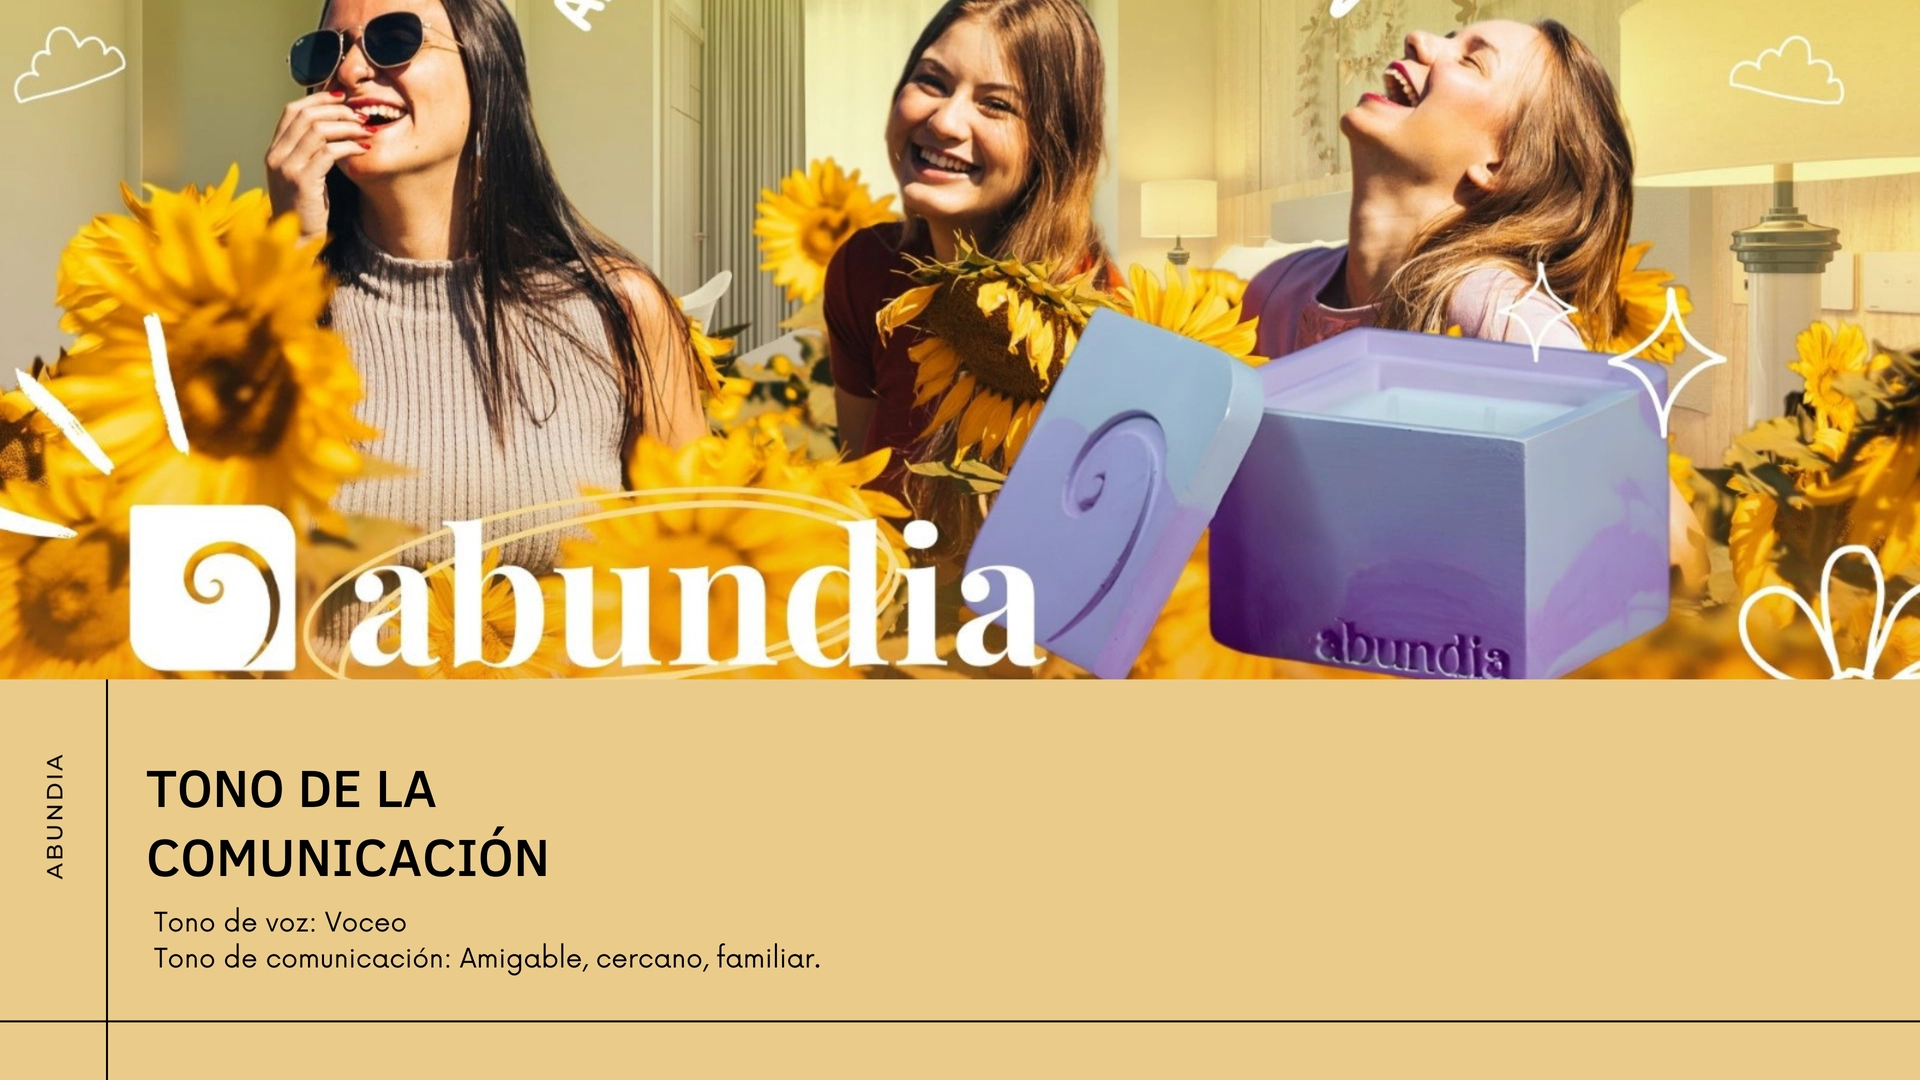 abundia
abundia
ABUNDIA
TONO DE LA
COMUNICACIÓN
Tono de voz: Voceo
Tono de comunicación: Amigable, cercano, familiar.